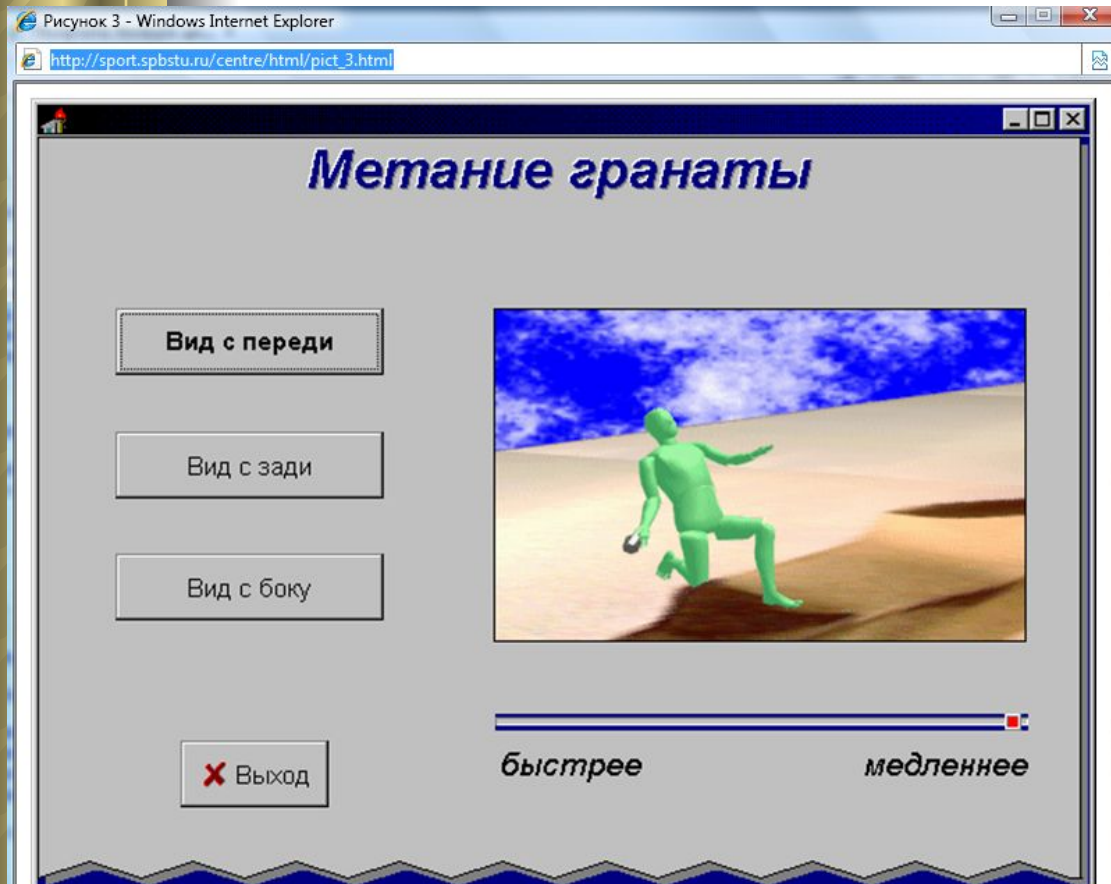 Рисунок 3 - Windows Internet Explorer
http://sport.spbstu.ru/centre/html/pict_3.html
Метание гранаты
Вид с переди
Вид с зади
Вид с боку
Выход
быстрее медленнее